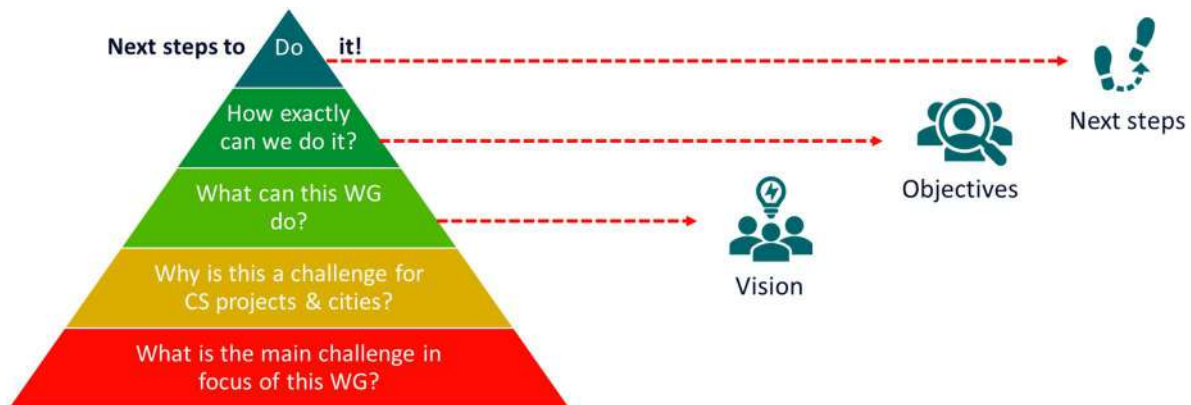 Next steps to Do it!
How exactly
can we do it?
What can this WG
do?
Why is this a challenge for
CS projects & cities?
What is the main challenge in
focus of this WG?
Next steps
Objectives
Vision